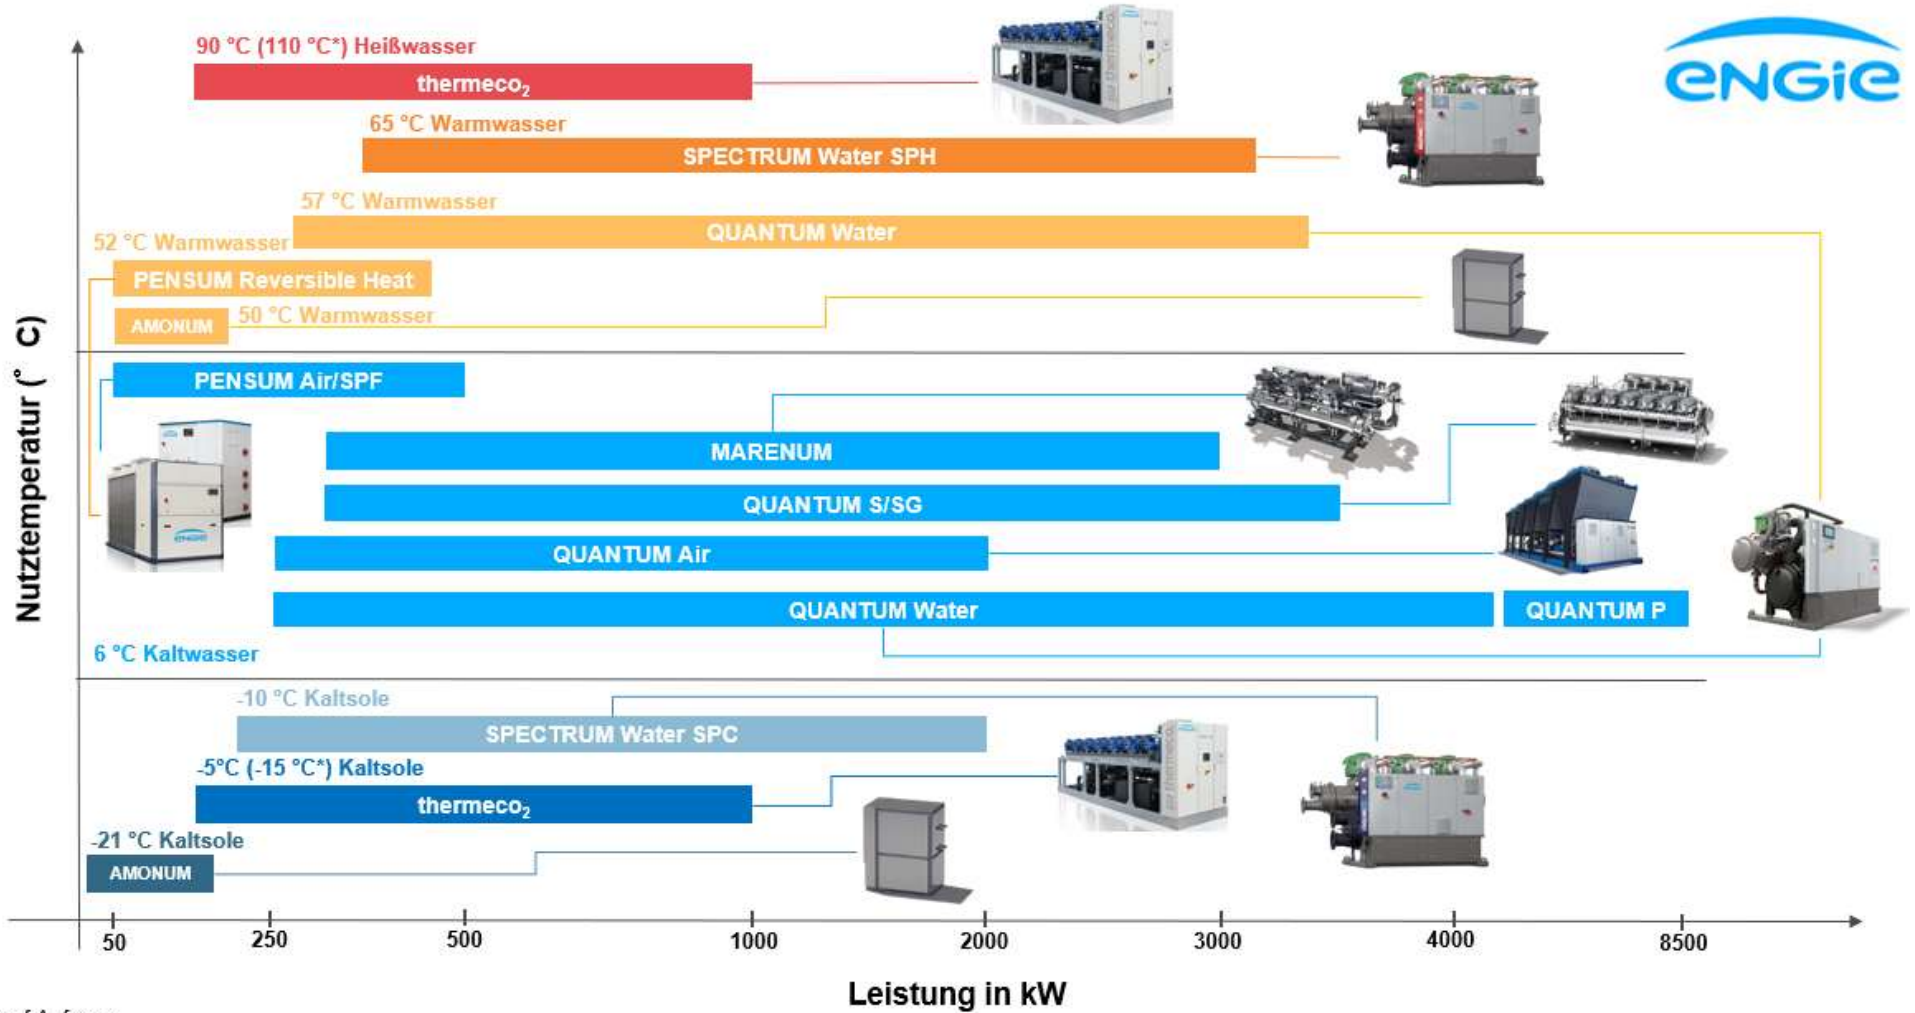 90 °C (110 °C*) Heißwasser
thermeco₂
65 °C Warmwasser
SPECTRUM Water SPH
57 °C Warmwasser
QUANTUM Water
52 °C Warmwasser
PENSUM Reversible Heat
AMONUM
50 °C Warmwasser
PENSUM Air/SPF
MARENUM
QUANTUM S/SG
QUANTUM Air
QUANTUM Water
QUANTUM P
6 °C Kaltwasser
-10 °C Kaltsole
SPECTRUM Water SPC
-5°C (-15 °C*) Kaltsole
thermeco₂
-21 °C Kaltsole
AMONUM
50
250
500
1000
2000
3000
4000
8500
Leistung in kW
Nutztemperatur (° C)
ENGIE
ENGIE